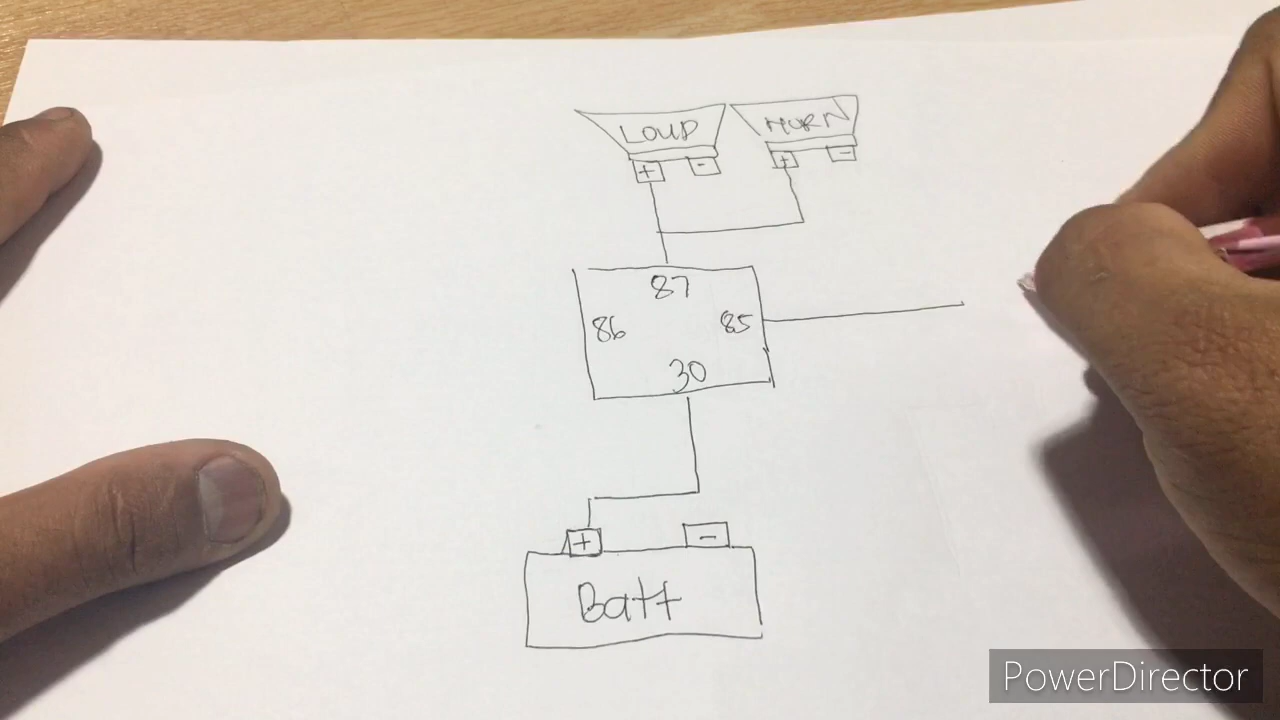 LOUD HORN
+ - + -
87
86 85
30
+ -
Batt
PowerDirector